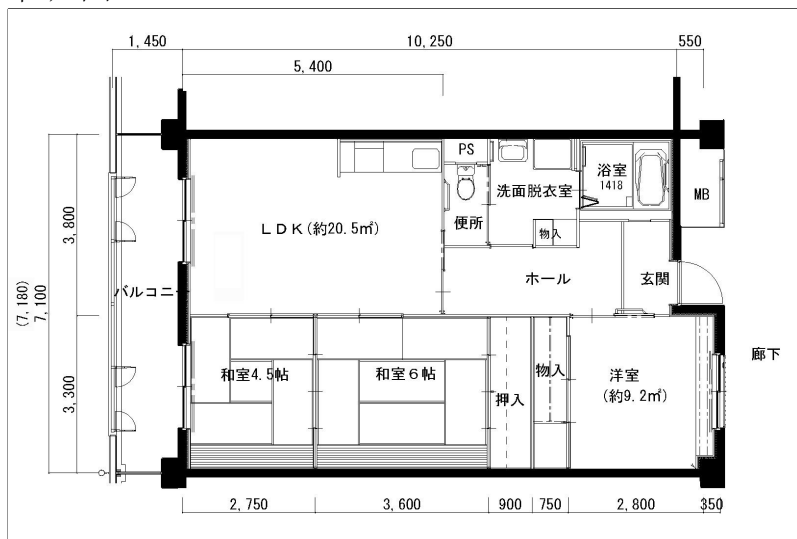 1,450
10,250
550
5,400
PS
浴室
1418
洗面脱衣室
MB
便所
LDK(約20.5㎡)
物入
3,800
ホール
玄関
バルコニー
(7,180)
7,100
廊下
和室4.5帖
和室6帖
押入
物入
洋室
(約9.2㎡)
3,300
2,750
3,600
900
750
2,800
350